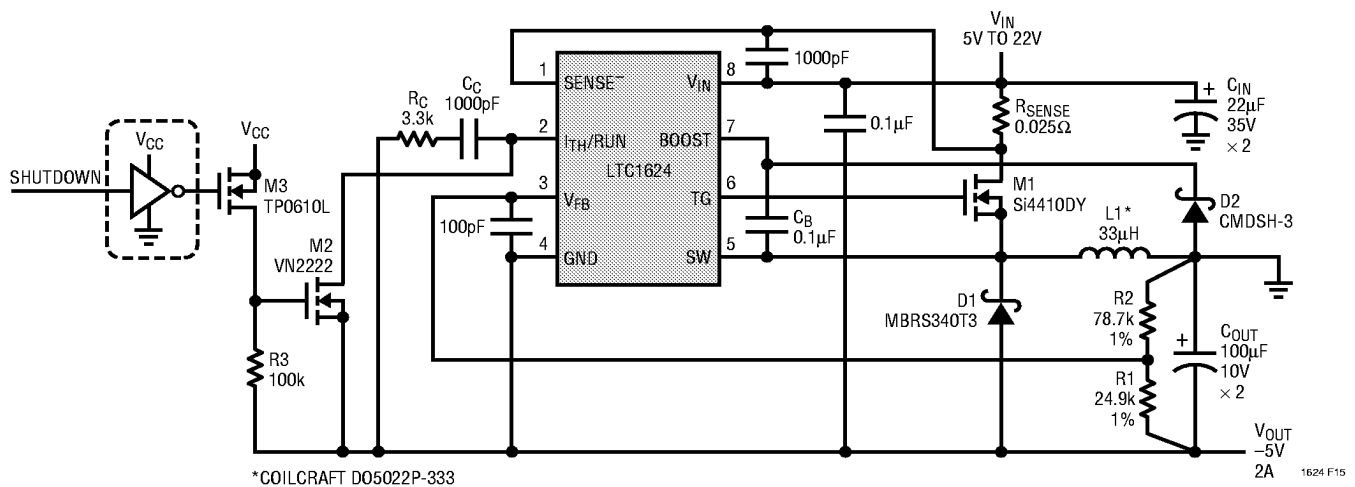 SHUTDOWN
VCC
VCC
M3
TP0610L
M2
VN2222
R3
100k
RC
3.3k
CC
1000pF
100pF
1
2
3
4
SENSE–
ITH/RUN
VFB
GND
LTC1624
VIN
BOOST
TG
SW
8
7
6
5
1000pF
0.1µF
CB
0.1µF
VIN
5V TO 22V
RSENSE
0.025Ω
+
CIN
22µF
35V
× 2
M1
Si4410DY
L1*
33µH
D2
CMDSH-3
D1
MBRS340T3
R2
78.7k
1%
R1
24.9k
1%
+
COUT
100µF
10V
× 2
VOUT
–5V
2A
*COILCRAFT DO5022P-333
1624 F15